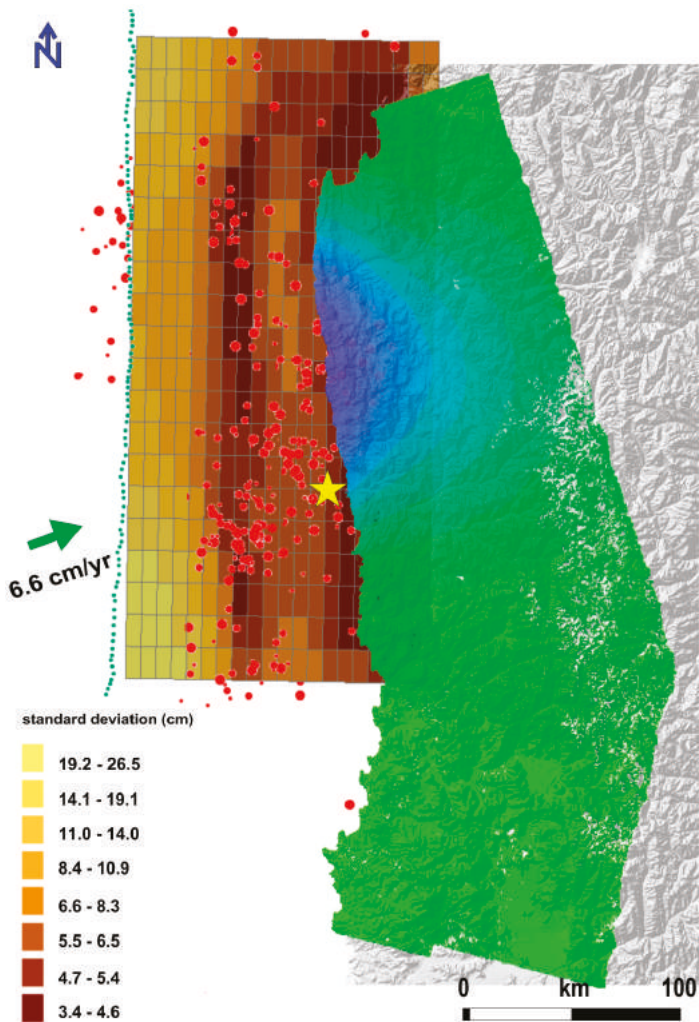 N
6.6 cm/yr
standard deviation (cm)
19.2 - 26.5
14.1 - 19.1
11.0 - 14.0
8.4 - 10.9
6.6 - 8.3
5.5 - 6.5
4.7 - 5.4
3.4 - 4.6
0 km 100